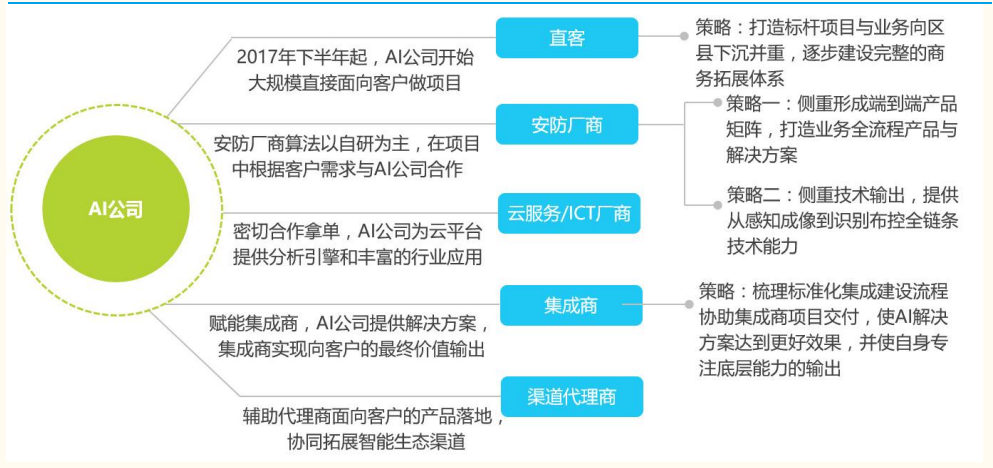 AI公司
2017年下半年起，AI公司开始
大规模直接面向客户做项目
直客
策略：打造标杆项目与业务向区
县下沉并重，逐步建设完整的商
务拓展体系
安防厂商算法以自研为主，在项目
中根据客户需求与AI公司合作
安防厂商
策略一：侧重形成端到端产品
矩阵，打造业务全流程产品与
解决方案
策略二：侧重技术输出，提供
从感知成像到识别布控全链条
技术能力
密切合作拿单，AI公司为云平台
提供分析引擎和丰富的行业应用
云服务/ICT厂商
赋能集成商，AI公司提供解决方案，
集成商实现向客户的最终价值输出
集成商
策略：梳理标准化集成建设流程
协助集成商项目交付，使AI解决
方案达到更好效果，并使自身专
注底层能力的输出
辅助代理商面向客户的产品落地，
协同拓展智能生态渠道
渠道代理商